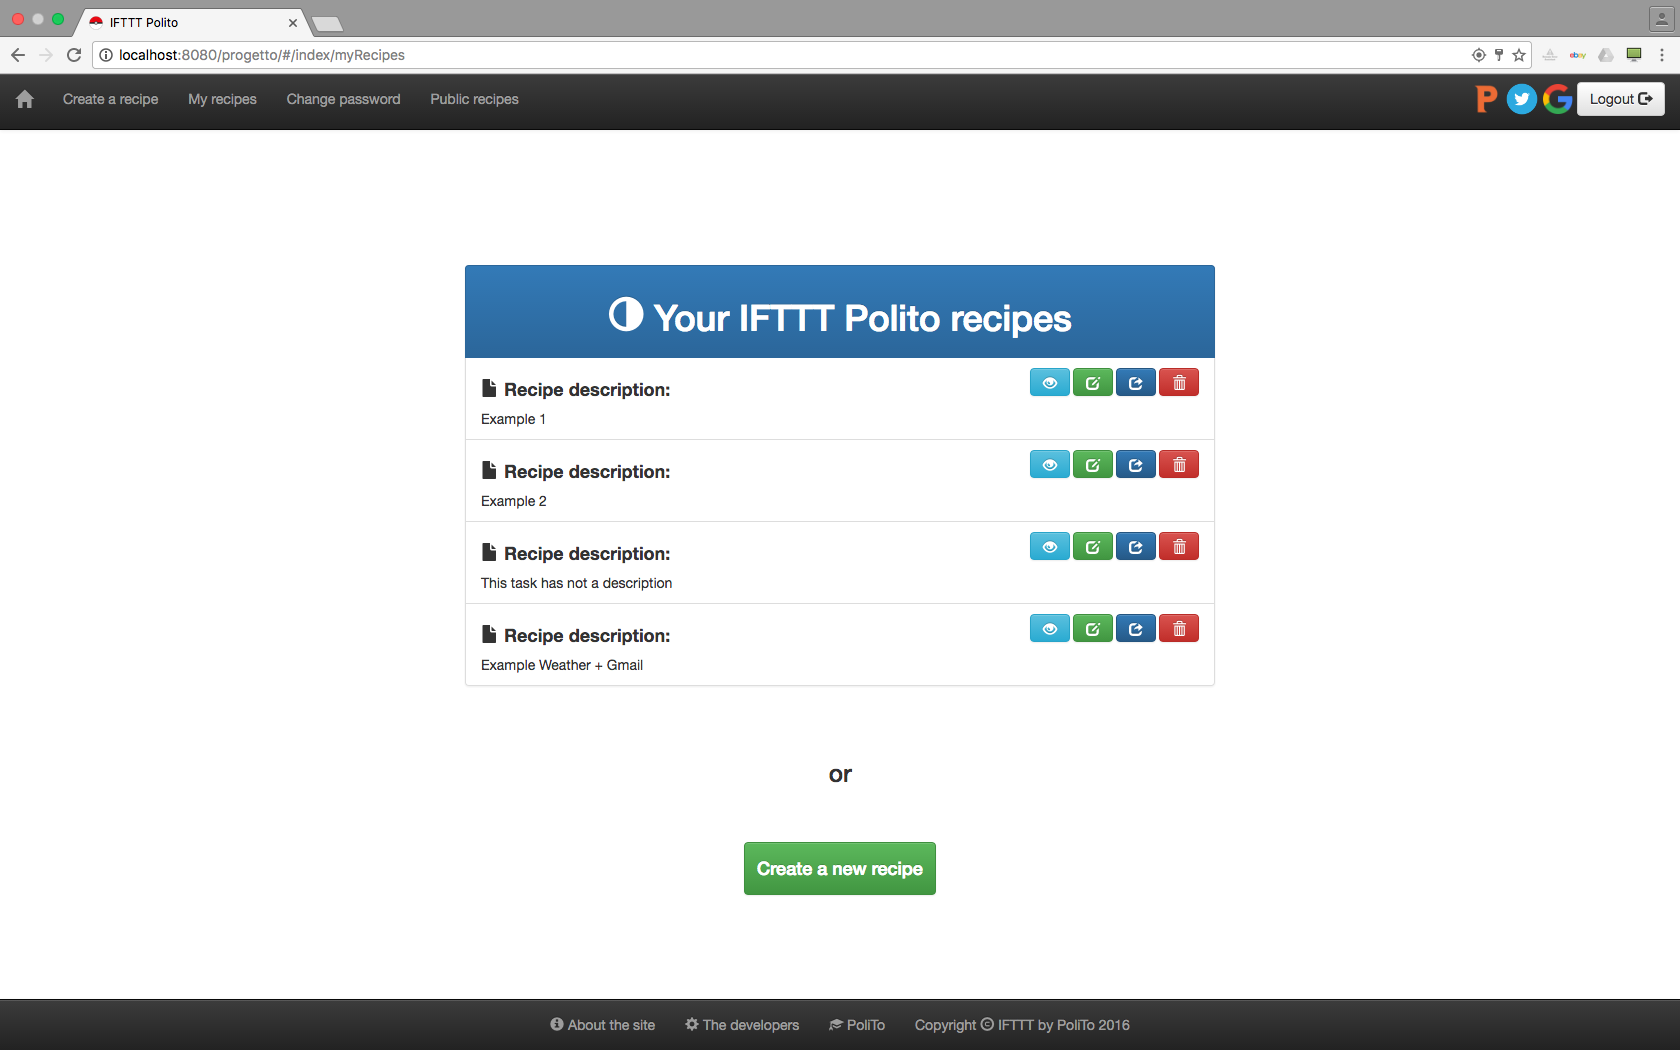 IFTTT Polito
localhost:8080/progetto/#/index/myRecipes
ebay
Create a recipe My recipes Change password Public recipes
P G Logout
Your IFTTT Polito recipes
Recipe description:
Example 1
Recipe description:
Example 2
Recipe description:
This task has not a description
Recipe description:
Example Weather + Gmail
or
Create a new recipe
About the site The developers PoliTo Copyright © IFTTT by PoliTo 2016